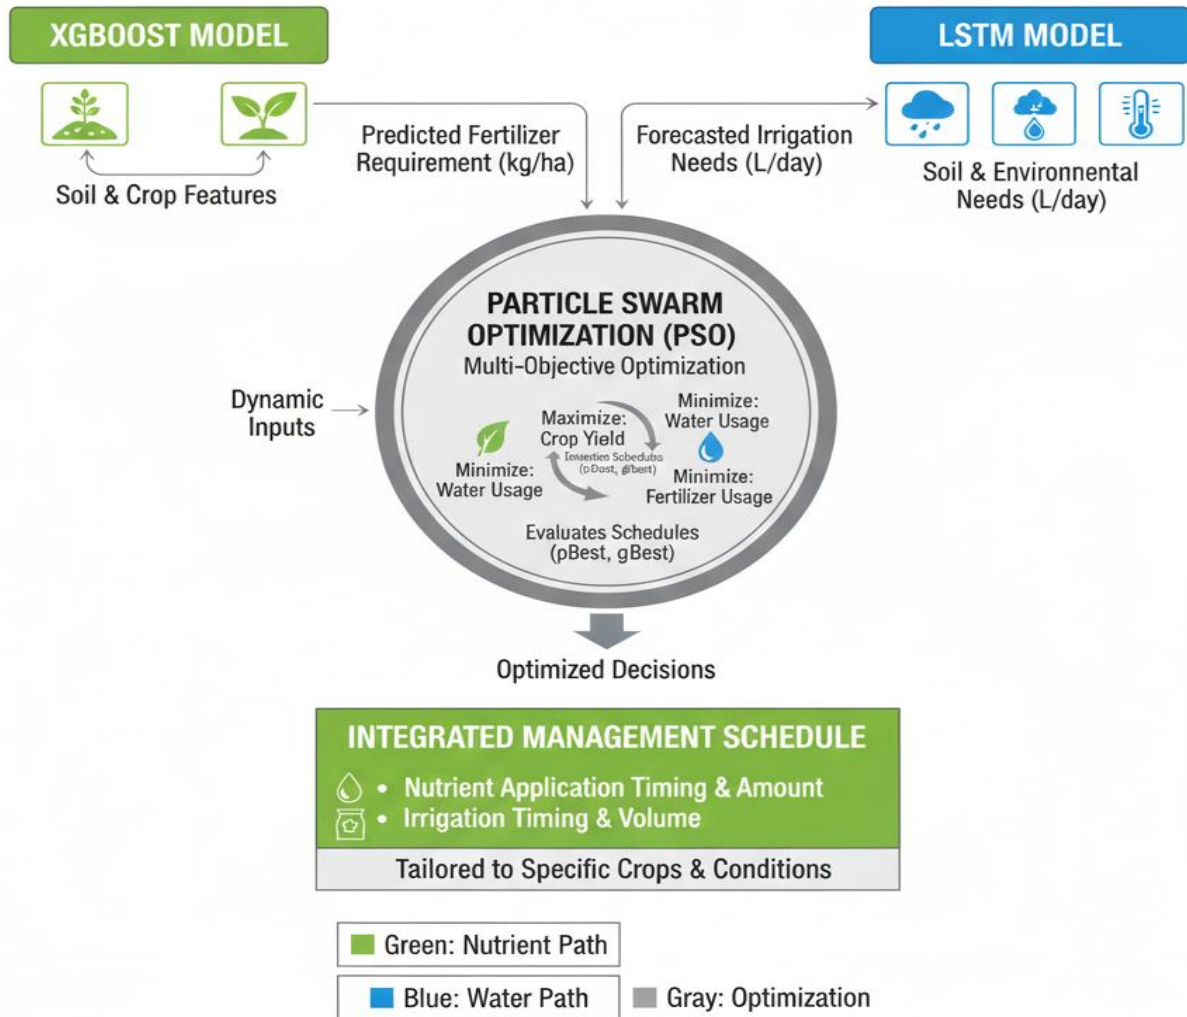 XGBOOST MODEL
LSTM MODEL
Predicted Fertilizer
Requirement (kg/ha)
Forecasted Irrigation
Needs (L/day)
Soil & Crop Features
Soil & Environmental
Needs (L/day)
PARTICLE SWARM
OPTIMIZATION (PSO)
Multi-Objective Optimization
Dynamic
Inputs
Maximize:
Crop Yield
Minimize:
Water Usage
Minimize:
Water Usage
Minimize:
Fertilizer Usage
Evaluates Schedules
(pBest, gBest)
Optimized Decisions
INTEGRATED MANAGEMENT SCHEDULE
• Nutrient Application Timing & Amount
• Irrigation Timing & Volume
Tailored to Specific Crops & Conditions
Green: Nutrient Path
Blue: Water Path
Gray: Optimization